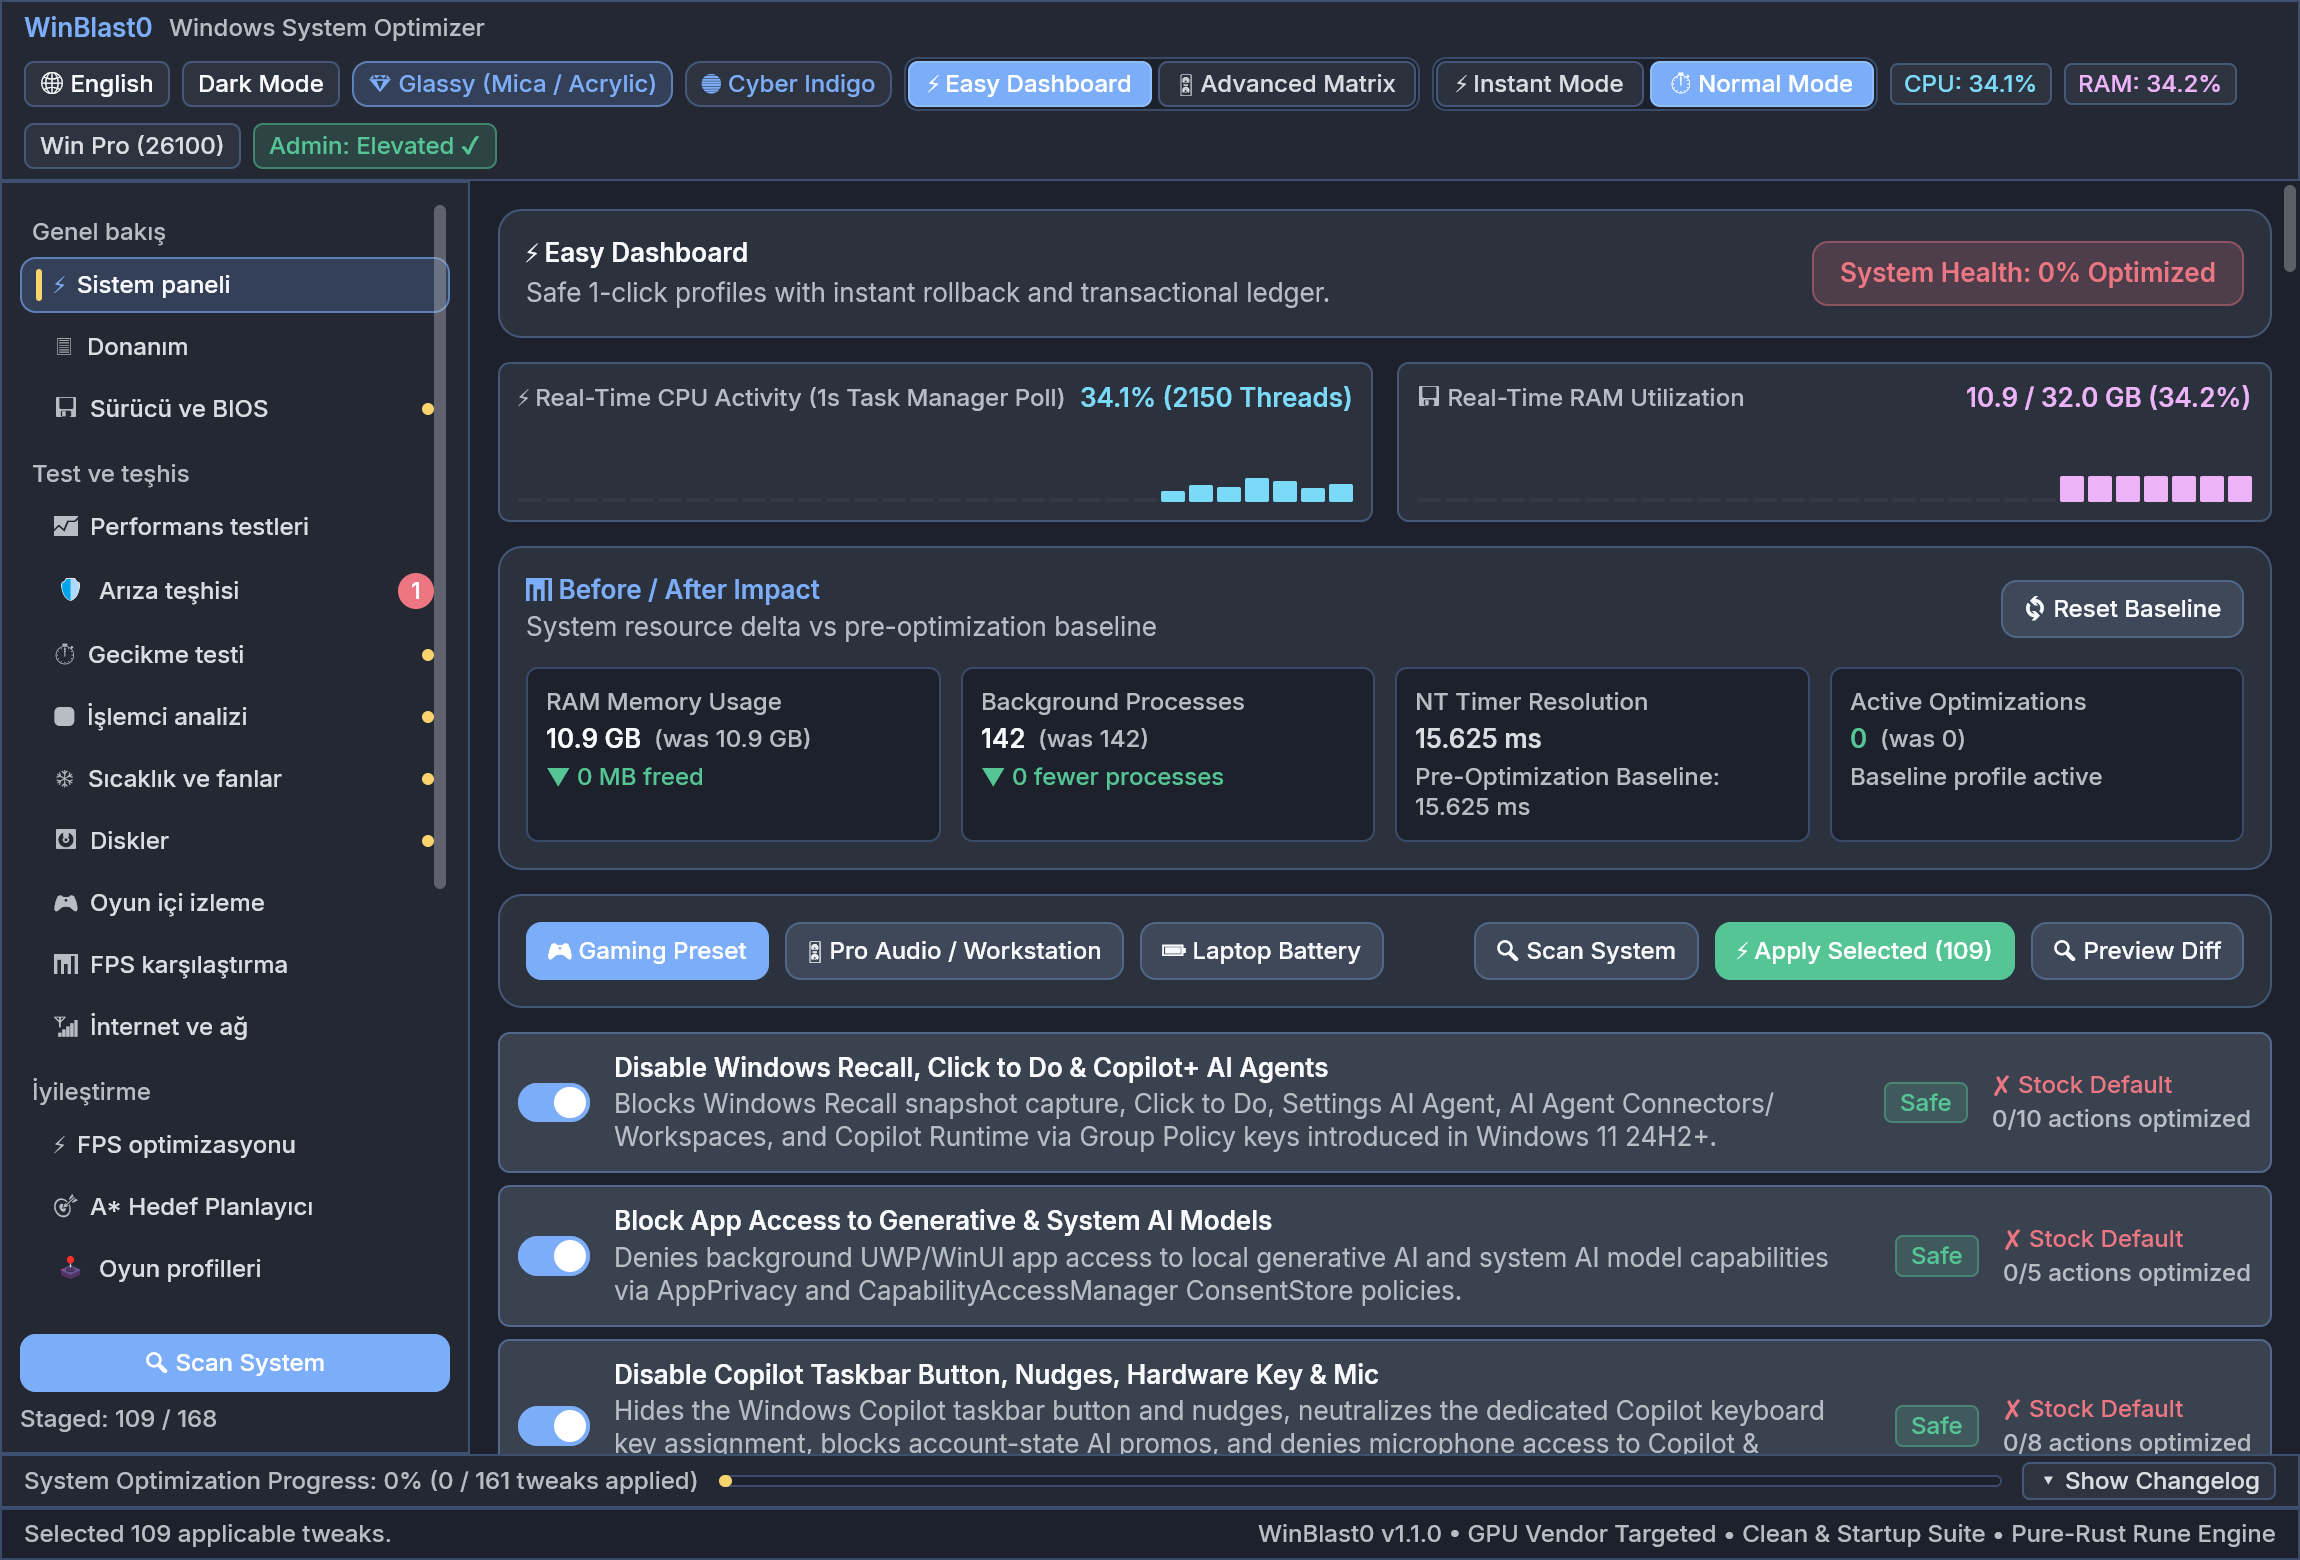 WinBlast0 Windows System Optimizer
English Dark Mode Glassy (Mica / Acrylic) Cyber Indigo ⚡ Easy Dashboard Advanced Matrix ⚡ Instant Mode Normal Mode CPU: 34.1% RAM: 34.2%
Win Pro (26100) Admin: Elevated ✓
Genel bakış
⚡ Sistem paneli
Donanım
Sürücü ve BIOS
Test ve teşhis
Performans testleri
Arıza teşhisi 1
Gecikme testi
İşlemci analizi
Sıcaklık ve fanlar
Diskler
Oyun içi izleme
FPS karşılaştırma
İnternet ve ağ
İyileştirme
⚡ FPS optimizasyonu
A* Hedef Planlayıcı
Oyun profilleri
Scan System
Staged: 109 / 168
⚡ Easy Dashboard
Safe 1-click profiles with instant rollback and transactional ledger.
System Health: 0% Optimized
⚡ Real-Time CPU Activity (1s Task Manager Poll) 34.1% (2150 Threads)
Real-Time RAM Utilization 10.9 / 32.0 GB (34.2%)
Before / After Impact
System resource delta vs pre-optimization baseline
Reset Baseline
RAM Memory Usage
10.9 GB (was 10.9 GB)
▼ 0 MB freed
Background Processes
142 (was 142)
▼ 0 fewer processes
NT Timer Resolution
15.625 ms
Pre-Optimization Baseline:
15.625 ms
Active Optimizations
0 (was 0)
Baseline profile active
Gaming Preset Pro Audio / Workstation Laptop Battery Scan System ⚡ Apply Selected (109) Preview Diff
Disable Windows Recall, Click to Do & Copilot+ AI Agents
Blocks Windows Recall snapshot capture, Click to Do, Settings AI Agent, AI Agent Connectors/
Workspaces, and Copilot Runtime via Group Policy keys introduced in Windows 11 24H2+.
Safe
✗ Stock Default
0/10 actions optimized
Block App Access to Generative & System AI Models
Denies background UWP/WinUI app access to local generative AI and system AI model capabilities
via AppPrivacy and CapabilityAccessManager ConsentStore policies.
Safe
✗ Stock Default
0/5 actions optimized
Disable Copilot Taskbar Button, Nudges, Hardware Key & Mic
Hides the Windows Copilot taskbar button and nudges, neutralizes the dedicated Copilot keyboard
key assignment, blocks account-state AI promos, and denies microphone access to Copilot &
Safe
✗ Stock Default
0/8 actions optimized
System Optimization Progress: 0% (0 / 161 tweaks applied)
▼ Show Changelog
Selected 109 applicable tweaks.
WinBlast0 v1.1.0 • GPU Vendor Targeted • Clean & Startup Suite • Pure-Rust Rune Engine